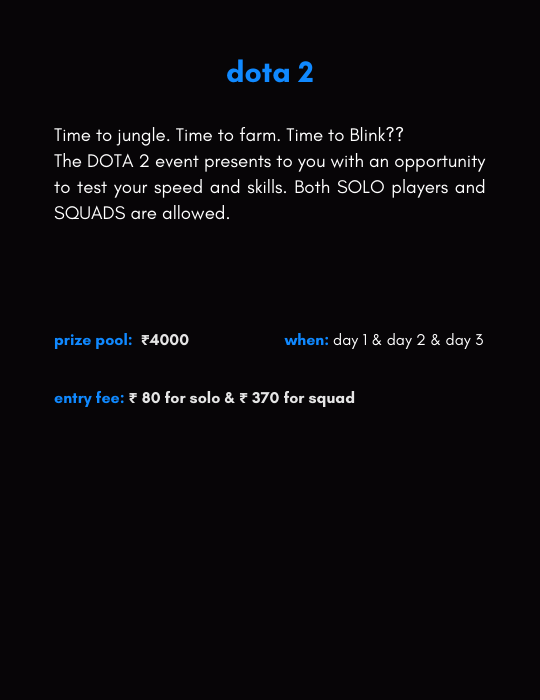 dota 2
Time to jungle. Time to farm. Time to Blink??
The DOTA 2 event presents to you with an opportunity
to test your speed and skills. Both SOLO players and
SQUADS are allowed.
prize pool: ₹4000
when: day 1 & day 2 & day 3
entry fee: ₹ 80 for solo & ₹ 370 for squad